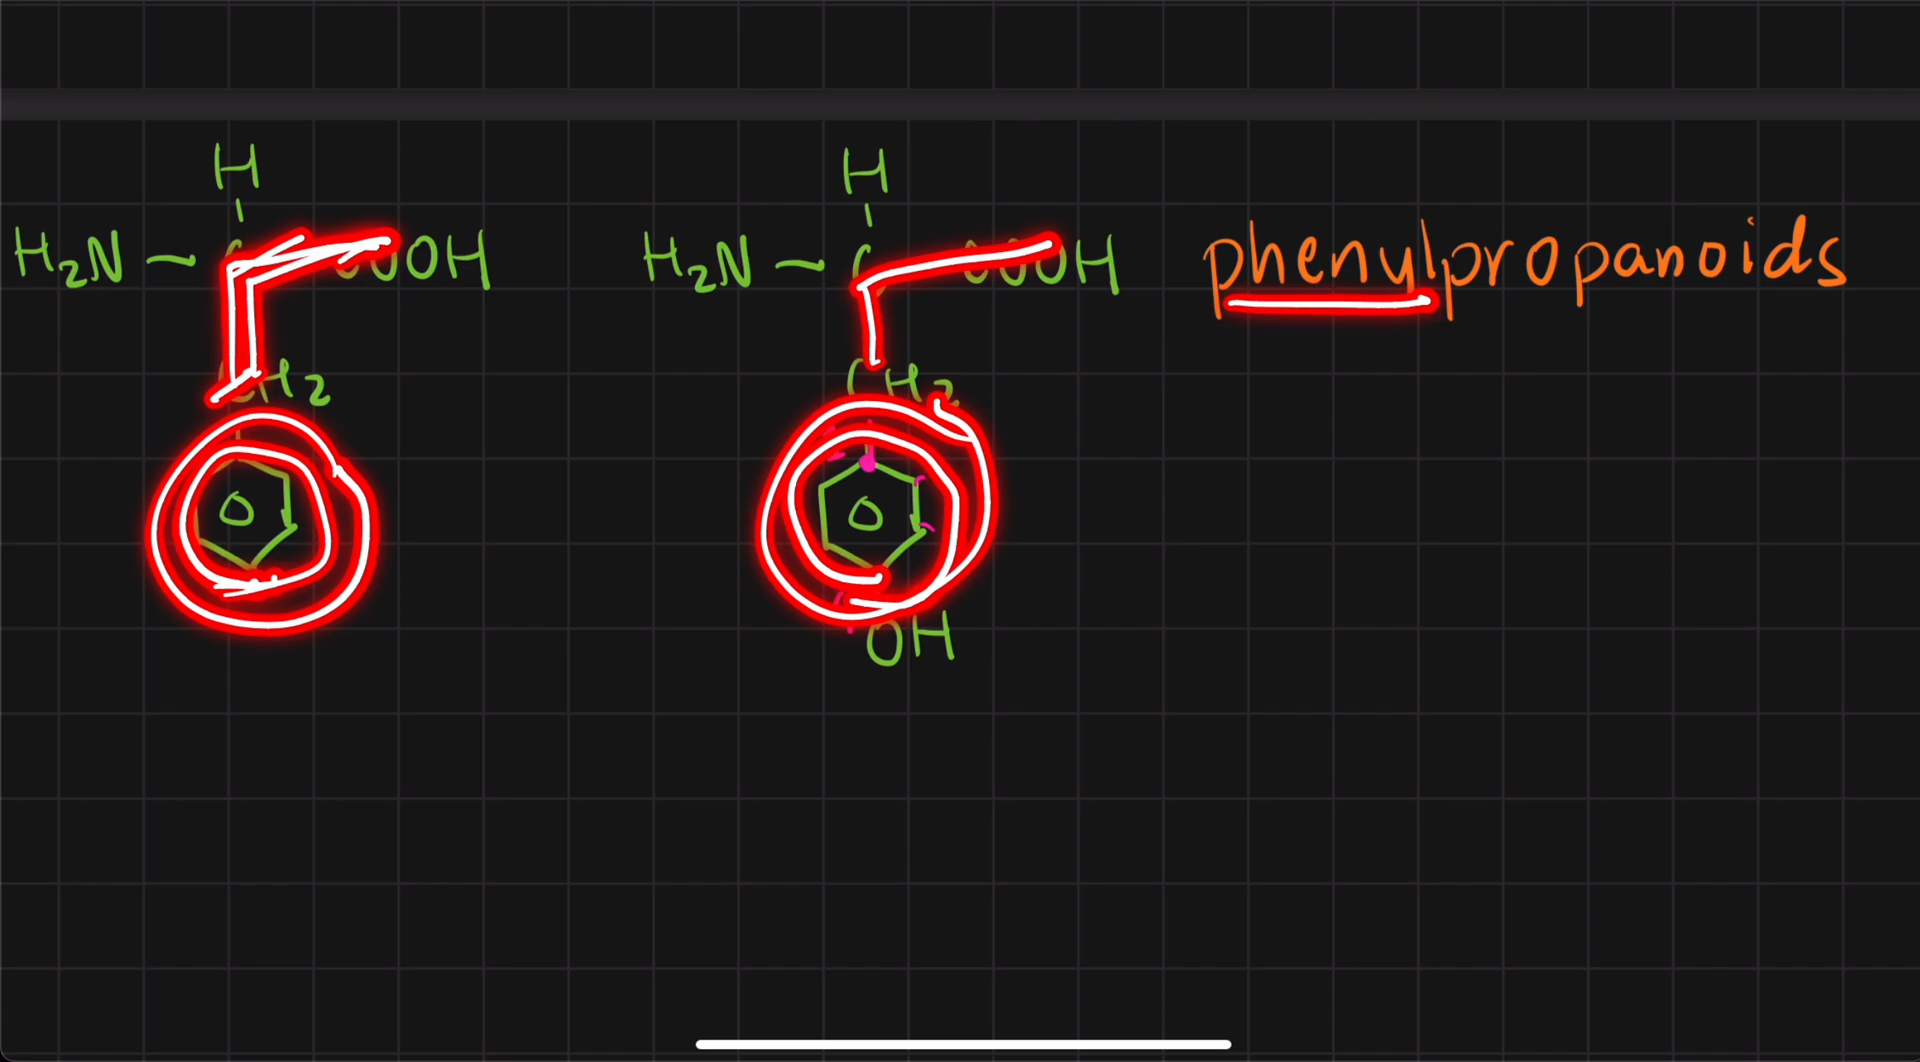 H H
H₂N - C COOH H₂N - C COOH phenylpropanoids
CH₂ CH₂
O O
OH